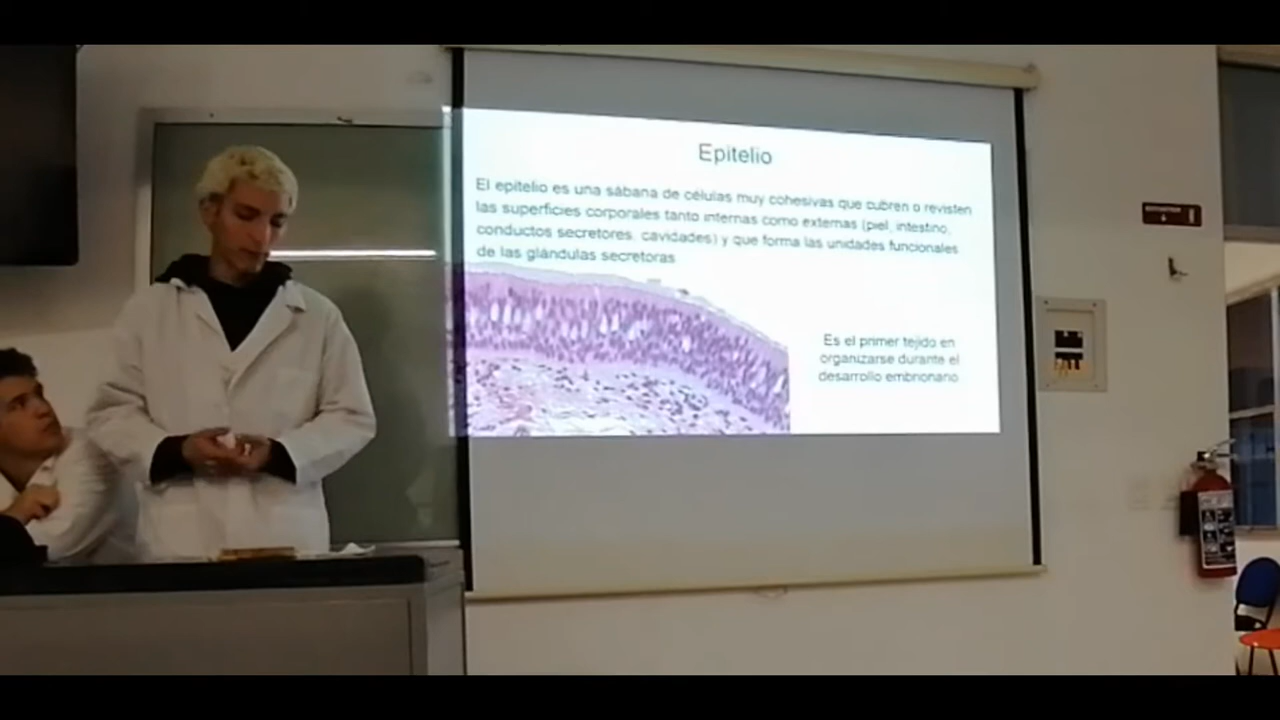 Epitelio
El epitelio es una sábana de células muy cohesivas que cubren o revisten
las superficies corporales tanto internas como externas (piel, intestino,
conductos secretores, cavidades) y que forma las unidades funcionales
de las glándulas secretoras
Es el primer tejido en
organizarse durante el
desarrollo embrionario